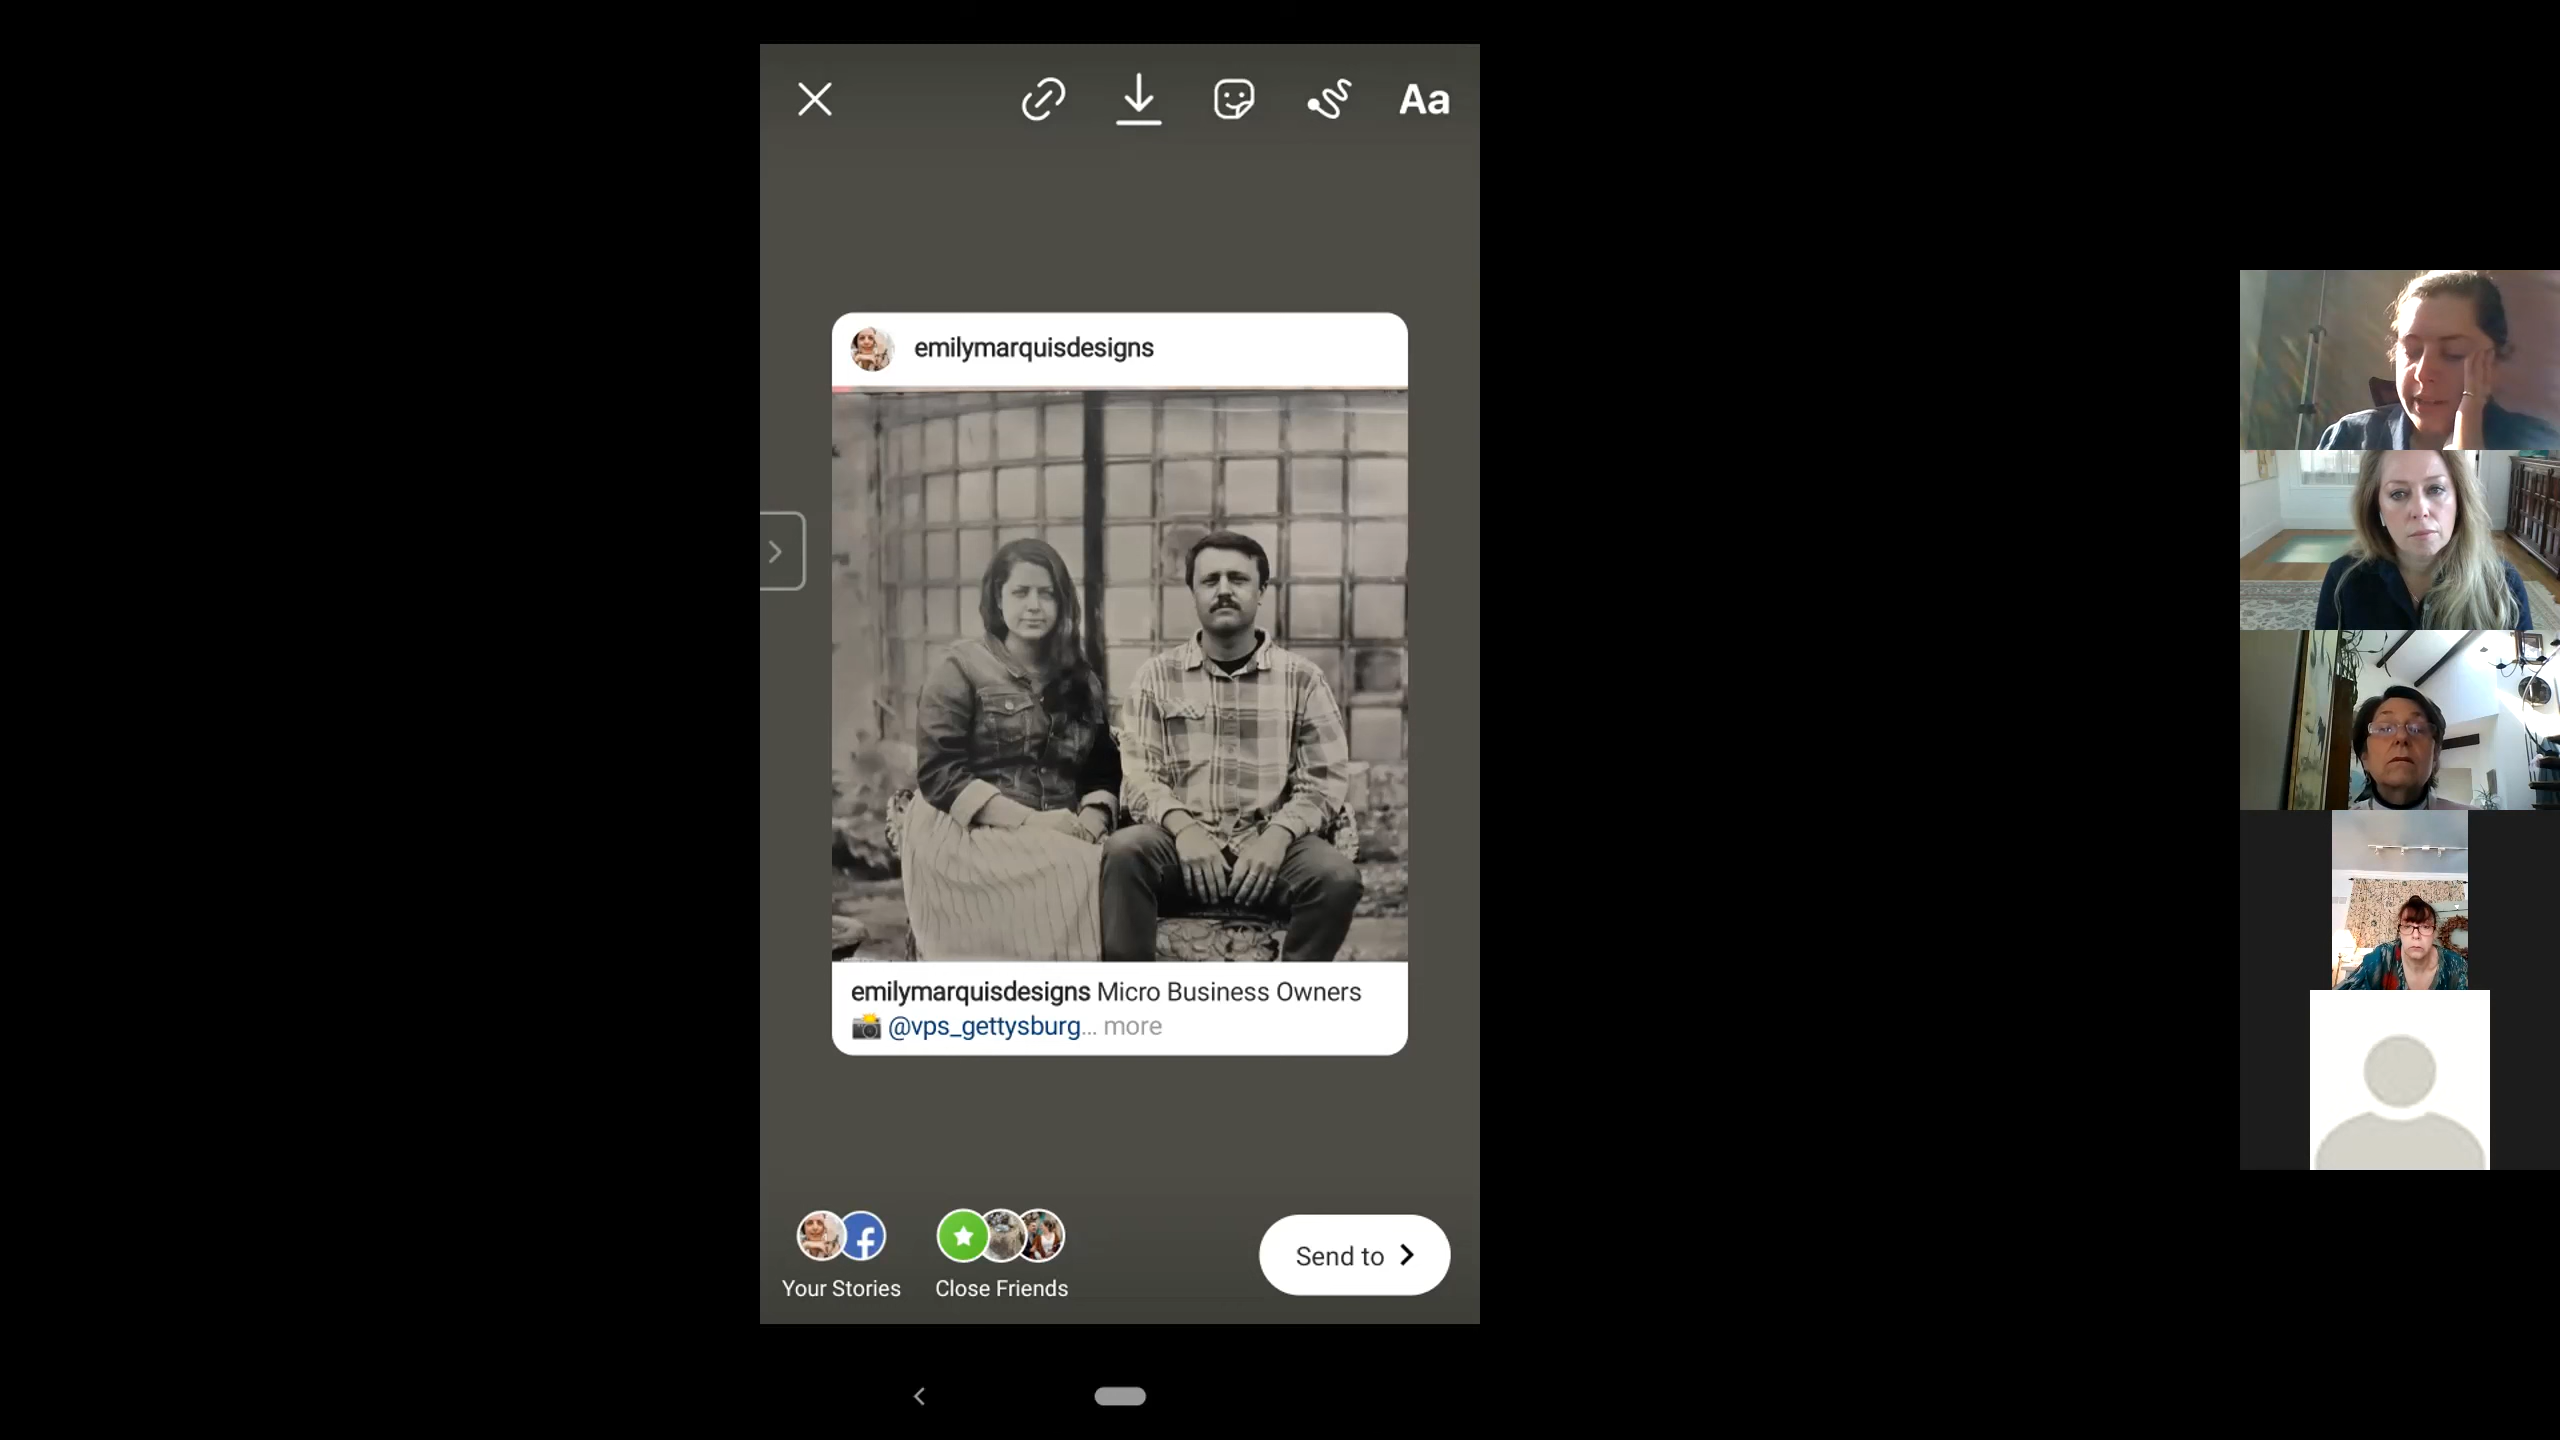 Aa
emilymarquisdesigns
emilymarquisdesigns Micro Business Owners
📸 @vps_gettysburg... more
Your Stories
Close Friends
Send to